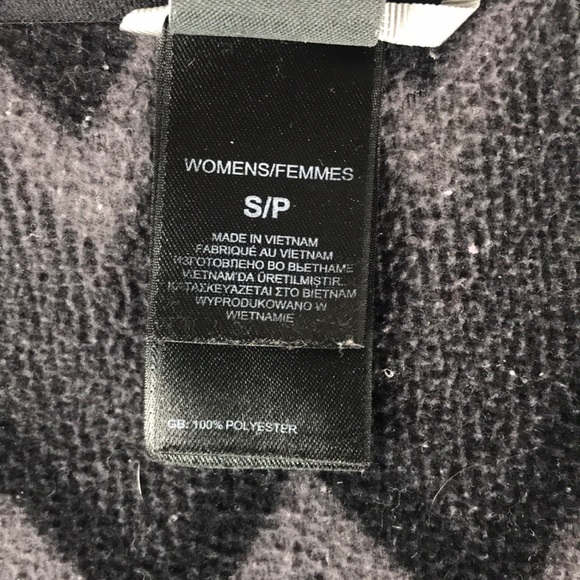 WOMENS/FEMMES
S/P
MADE IN VIETNAM
FABRIQUÉ AU VIETNAM
ИЗГОТОВЛЕНО ВО ВЬЕТНАМЕ
VIETNAM'DA ÜRETILMIŞTIR.
ΚΑΤΑΣΚΕΥΑΖΕΤΑΙ ΣΤΟ ΒΙΕΤΝΑΜ
WYPRODUKOWANO W
WIETNAMIE
GB: 100% POLYESTER